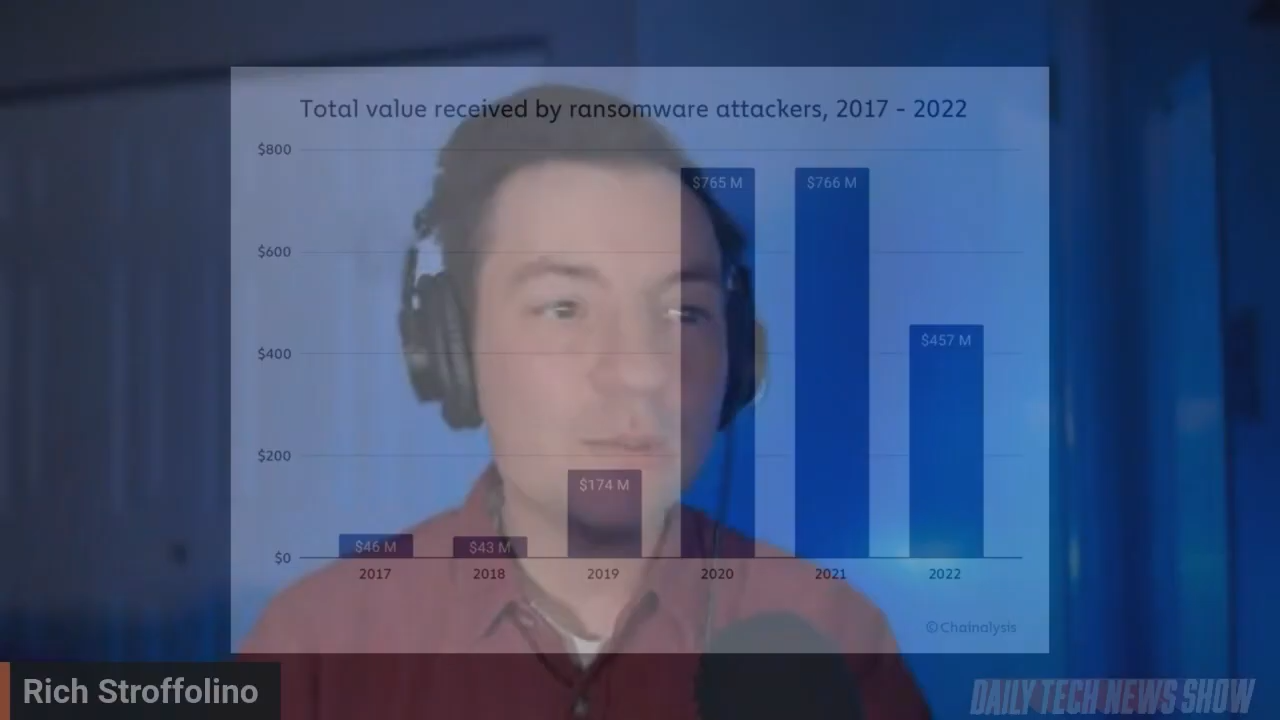 Total value received by ransomware attackers, 2017 - 2022
$800
$765 M
$766 M
$600
$457 M
$400
$200
$174 M
$46 M
$43 M
$0
2017 2018 2019 2020 2021 2022
© Chainalysis
Rich Stroffolino
DAILY TECH NEWS SHOW